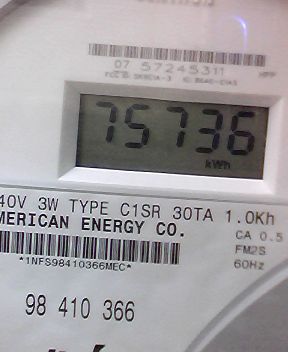 07 57245311
75736
kWh
40V 3W TYPE C1SR 30TA 1.0Kh
MERICAN ENERGY CO.
CA 0.5
FM2S
*1NFS98410366MEC*
60Hz
98 410 366